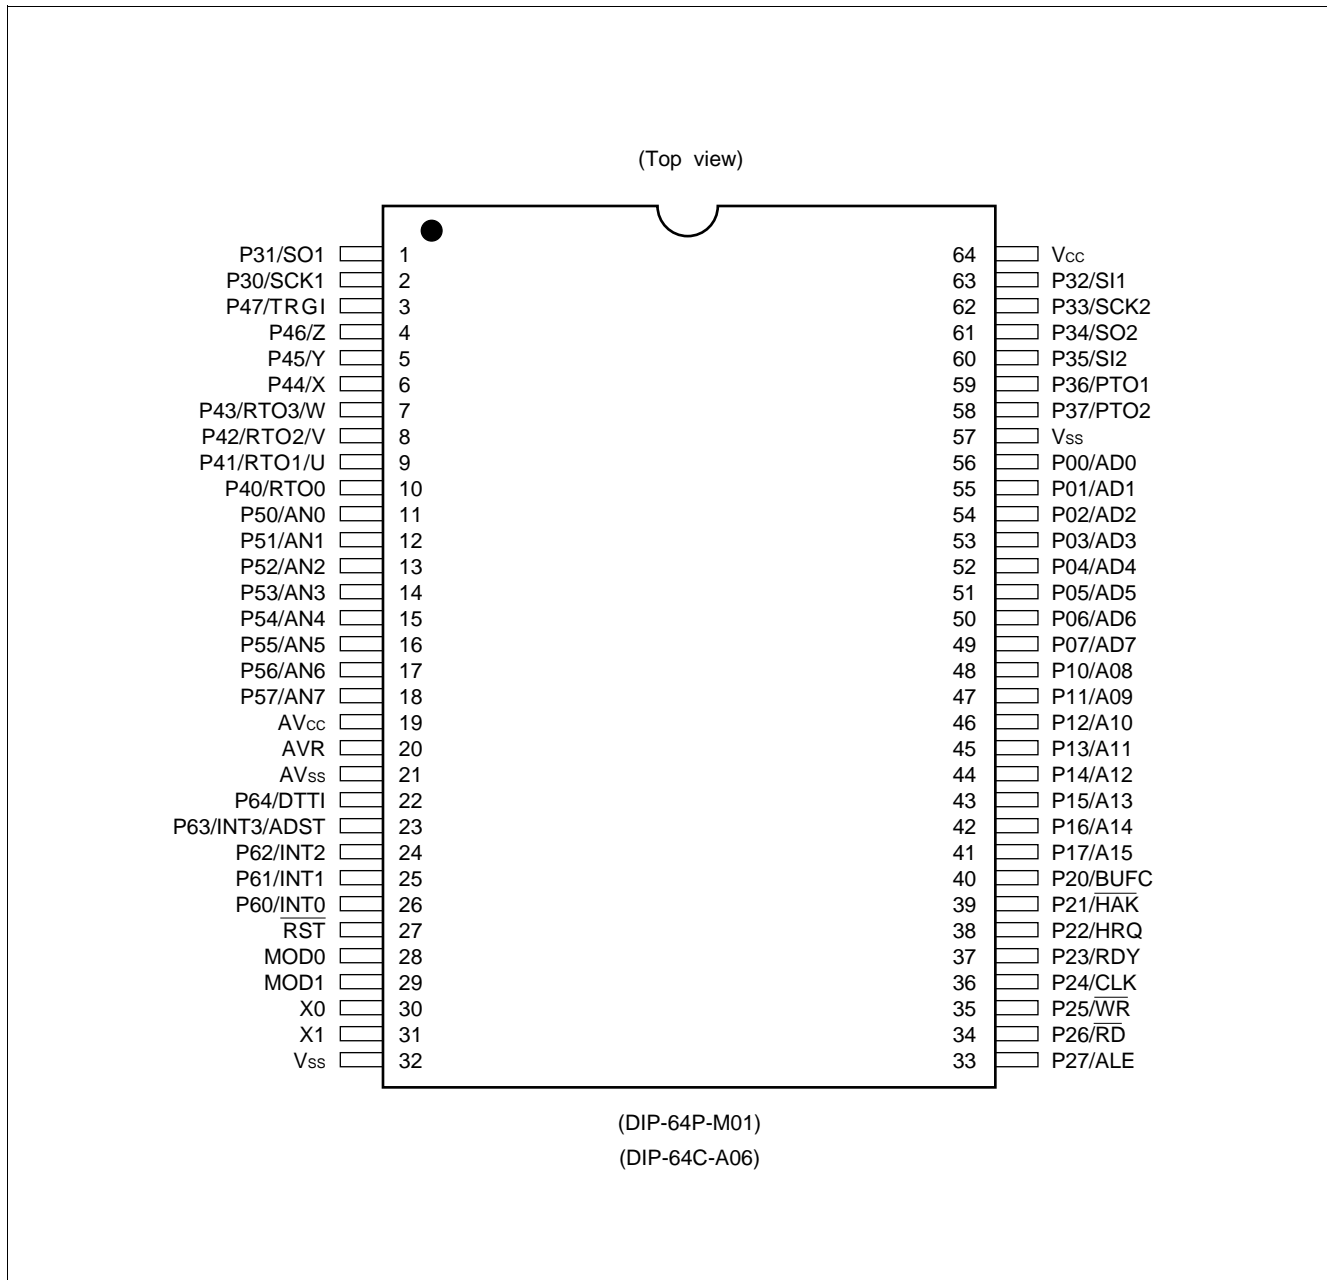 (Top view)
P31/SO1 1 64 Vcc
P30/SCK1 2 63 P32/SI1
P47/TRGI 3 62 P33/SCK2
P46/Z 4 61 P34/SO2
P45/Y 5 60 P35/SI2
P44/X 6 59 P36/PTO1
P43/RTO3/W 7 58 P37/PTO2
P42/RTO2/V 8 57 Vss
P41/RTO1/U 9 56 P00/AD0
P40/RTO0 10 55 P01/AD1
P50/AN0 11 54 P02/AD2
P51/AN1 12 53 P03/AD3
P52/AN2 13 52 P04/AD4
P53/AN3 14 51 P05/AD5
P54/AN4 15 50 P06/AD6
P55/AN5 16 49 P07/AD7
P56/AN6 17 48 P10/A08
P57/AN7 18 47 P11/A09
AVcc 19 46 P12/A10
AVR 20 45 P13/A11
AVss 21 44 P14/A12
P64/DTTI 22 43 P15/A13
P63/INT3/ADST 23 42 P16/A14
P62/INT2 24 41 P17/A15
P61/INT1 25 40 P20/BUFC
P60/INT0 26 39 P21/H̅A̅K̅
R̅S̅T̅ 27 38 P22/HRQ
MOD0 28 37 P23/RDY
MOD1 29 36 P24/CLK
X0 30 35 P25/W̅R̅
X1 31 34 P26/R̅D̅
Vss 32 33 P27/ALE
(DIP-64P-M01)
(DIP-64C-A06)